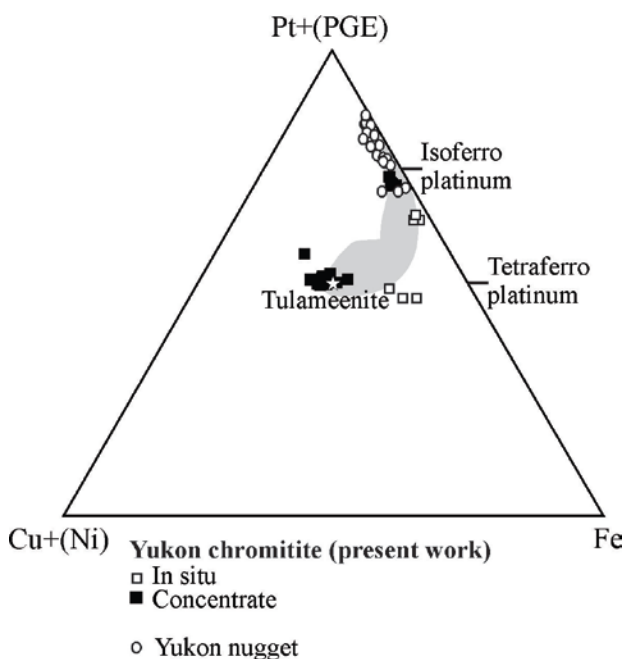 Pt+(PGE)
Isoferro
platinum
Tetraferro
platinum
Tulameenite
Cu+(Ni)
Fe
Yukon chromitite (present work)
In situ
Concentrate
Yukon nugget